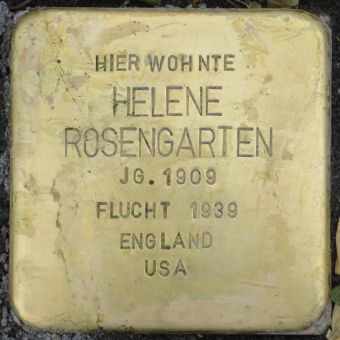 HIER WOHNTE
HELENE
ROSENGARTEN
JG. 1909
FLUCHT 1939
ENGLAND
USA